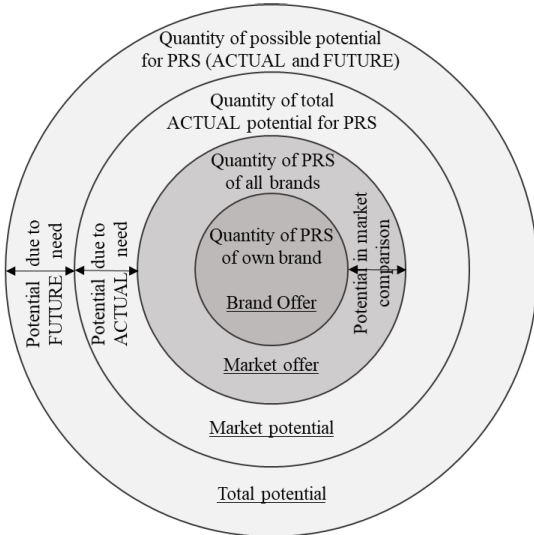 Quantity of possible potential
for PRS (ACTUAL and FUTURE)
Quantity of total
ACTUAL potential for PRS
Quantity of PRS
of all brands
Quantity of PRS
of own brand
Brand Offer
Market offer
Market potential
Total potential
Potential due to need
FUTURE
Potential due to need
ACTUAL
Potential in market
comparison